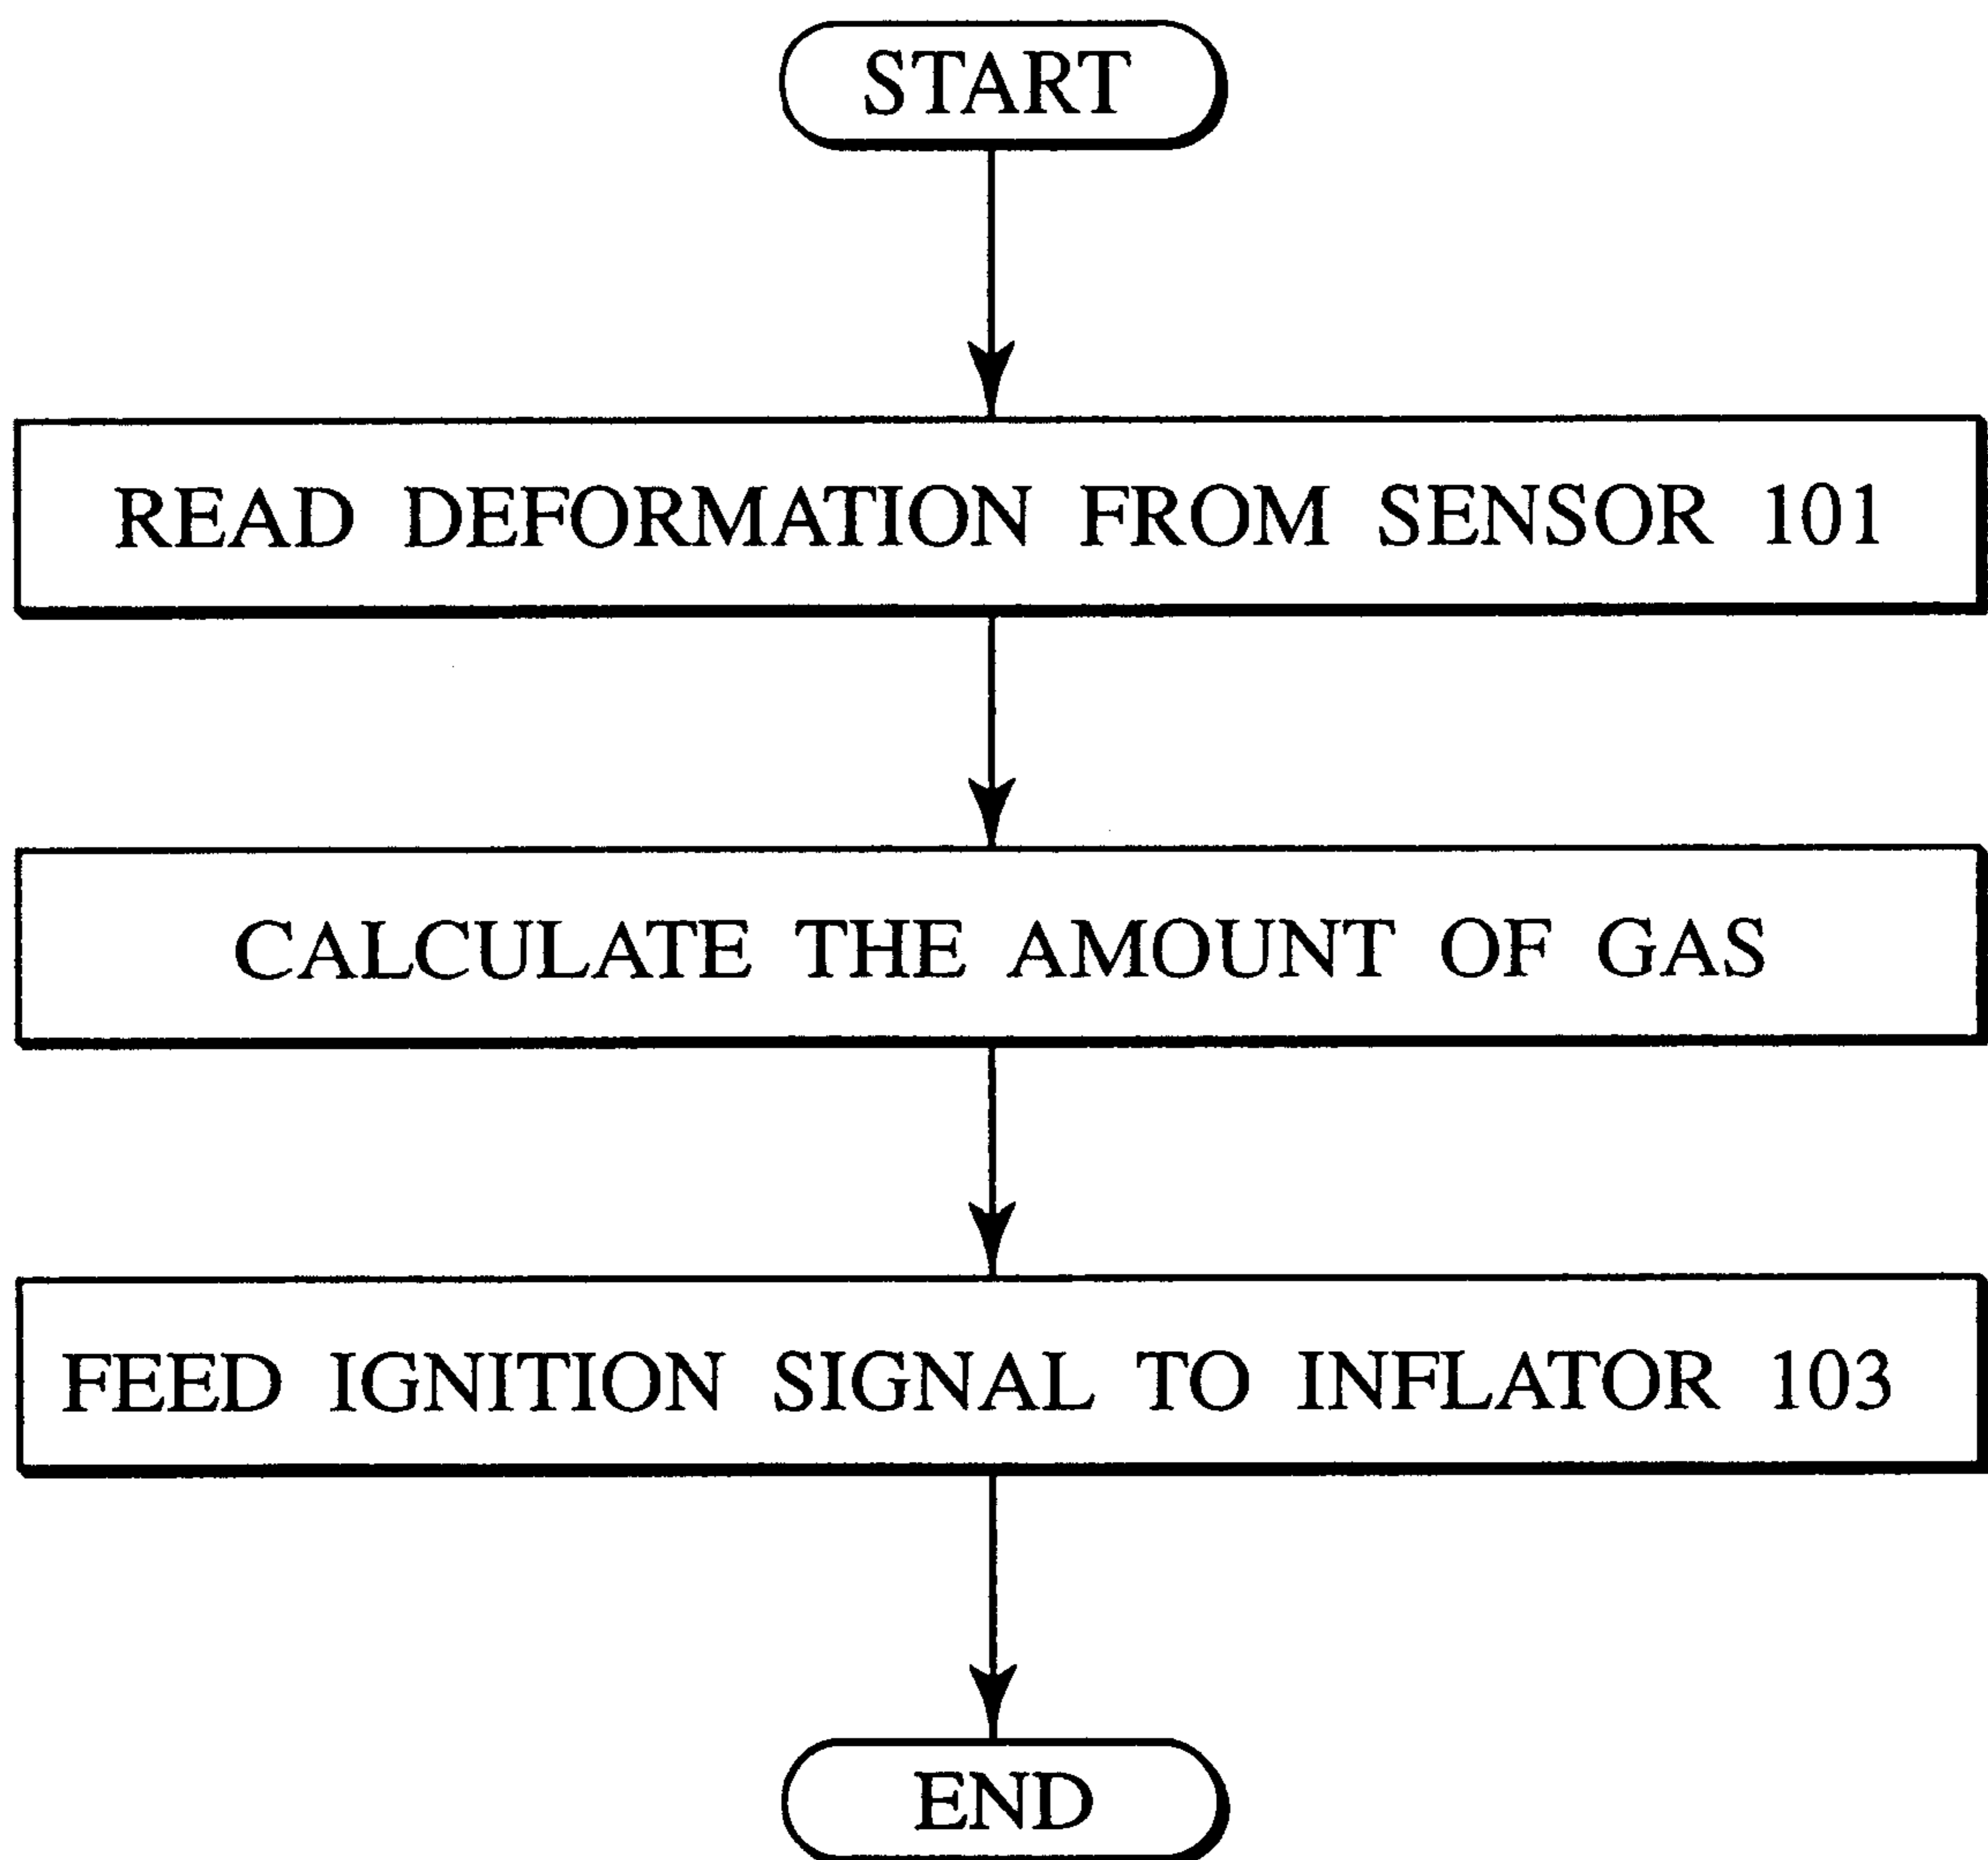 START
READ DEFORMATION FROM SENSOR 101
CALCULATE THE AMOUNT OF GAS
FEED IGNITION SIGNAL TO INFLATOR 103
END